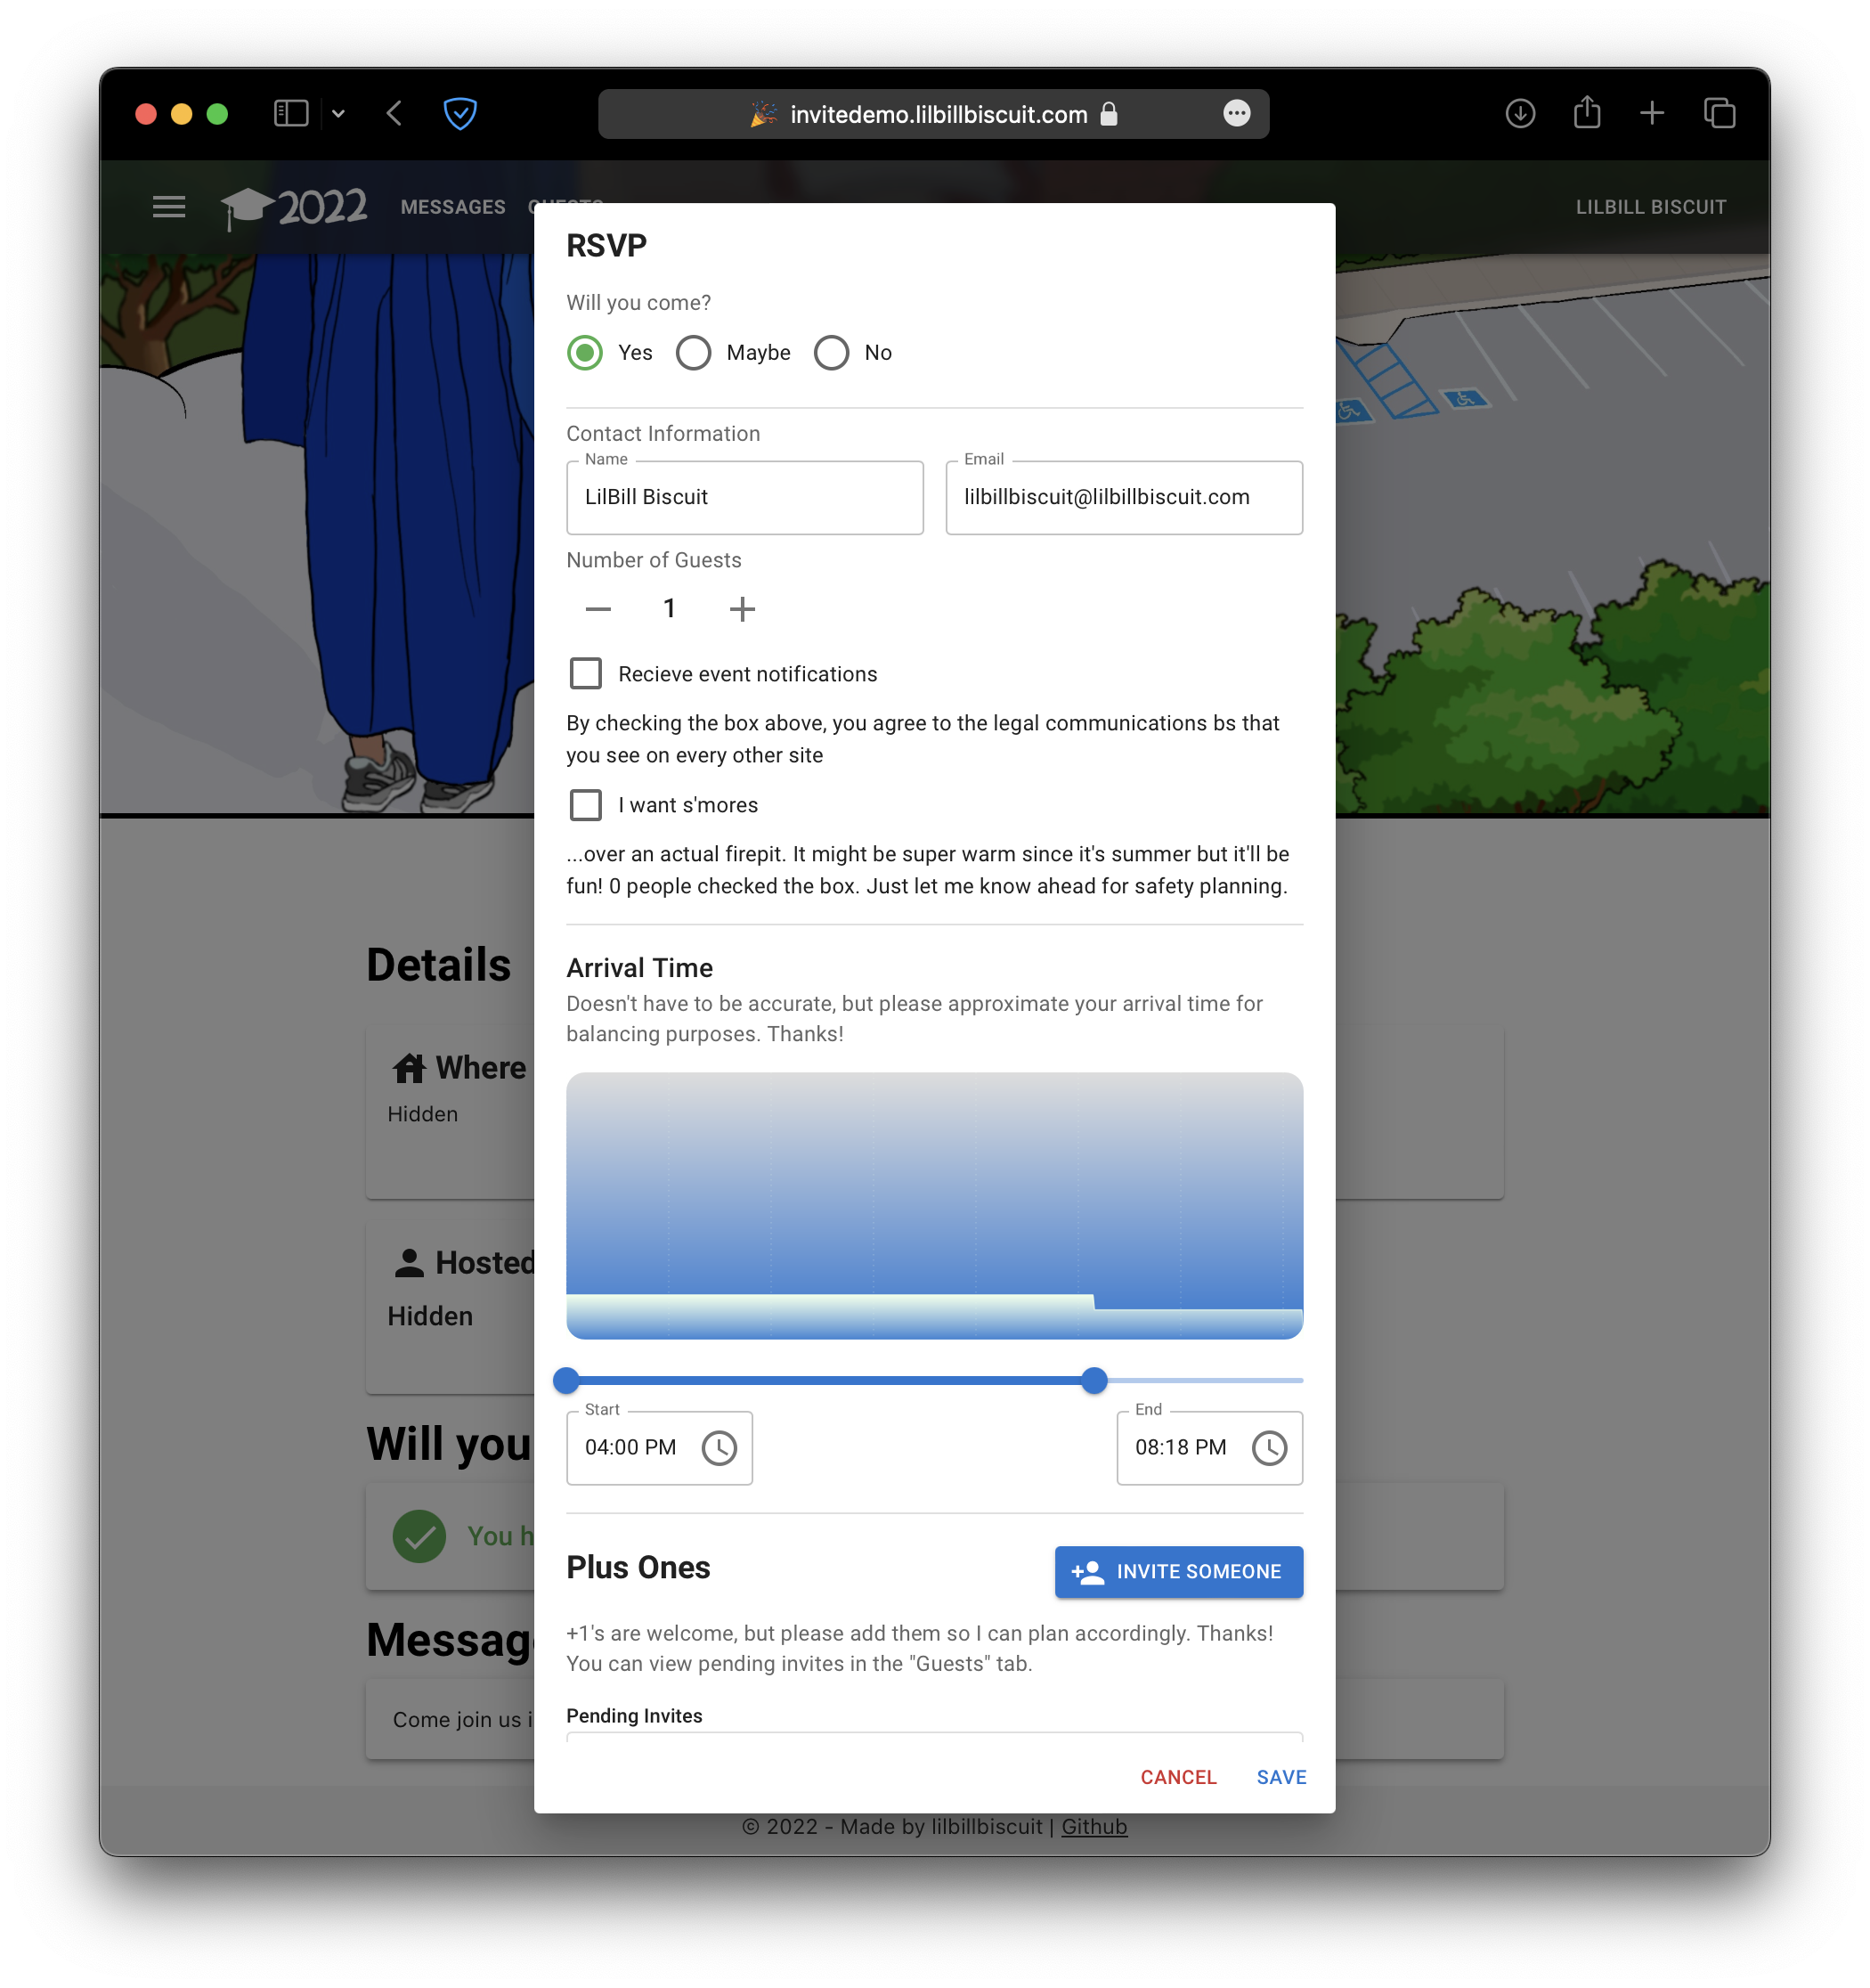 invitedemo.lilbillbiscuit.com
2022 MESSAGES LILBILL BISCUIT
RSVP
Will you come?
Yes Maybe No
Contact Information
Name Email
LilBill Biscuit lilbillbiscuit@lilbillbiscuit.com
Number of Guests
1
Recieve event notifications
By checking the box above, you agree to the legal communications bs that
you see on every other site
I want s'mores
...over an actual firepit. It might be super warm since it's summer but it'll be
fun! 0 people checked the box. Just let me know ahead for safety planning.
Arrival Time
Doesn't have to be accurate, but please approximate your arrival time for
balancing purposes. Thanks!
Start End
04:00 PM 08:18 PM
Plus Ones
INVITE SOMEONE
+1's are welcome, but please add them so I can plan accordingly. Thanks!
You can view pending invites in the "Guests" tab.
Pending Invites
CANCEL SAVE
Details
Where
Hidden
Hosted
Hidden
Will you
You h
Messag
Come join us i
© 2022 - Made by lilbillbiscuit | Github